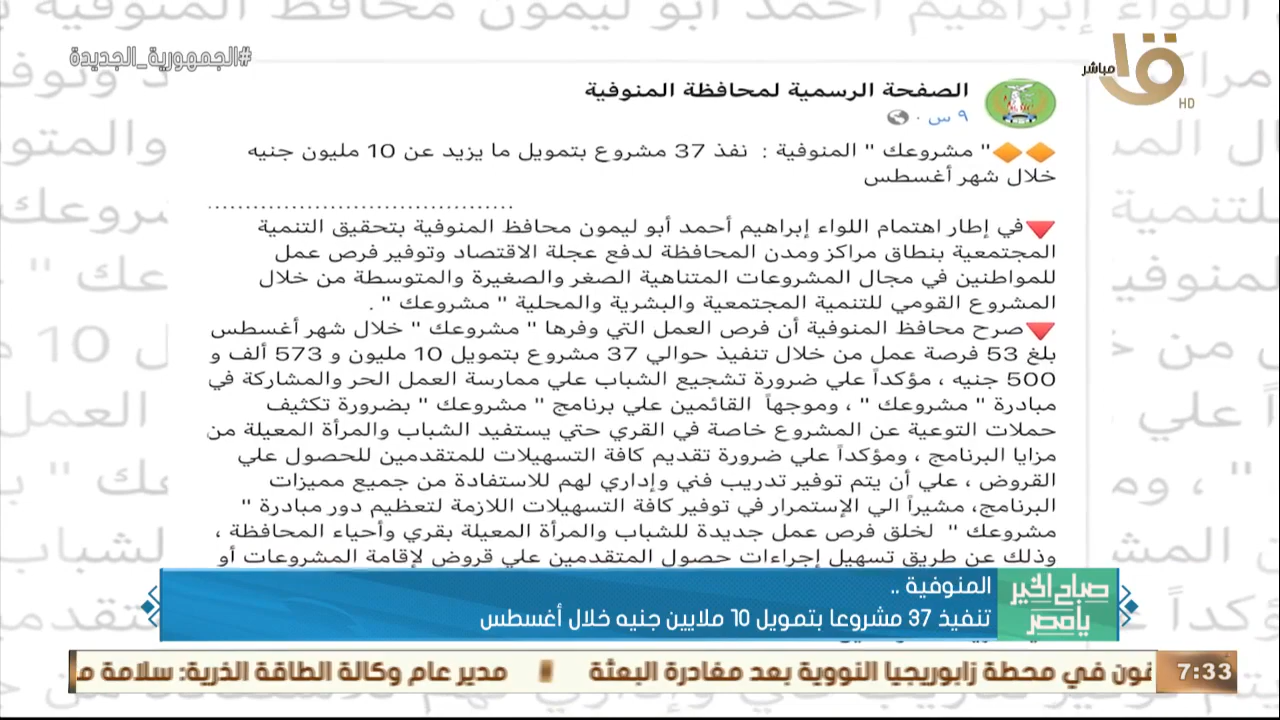 #الجمهورية_الجديدة
مباشر
HD
الصفحة الرسمية لمحافظة المنوفية
٩ س ·
" مشروعك " المنوفية : نفذ 37 مشروع بتمويل ما يزيد عن 10 مليون جنيه
خلال شهر أغسطس
....................................
في إطار اهتمام اللواء إبراهيم أحمد أبو ليمون محافظ المنوفية بتحقيق التنمية
المجتمعية بنطاق مراكز ومدن المحافظة لدفع عجلة الاقتصاد وتوفير فرص عمل
للمواطنين في مجال المشروعات المتناهية الصغر والصغيرة والمتوسطة من خلال
المشروع القومي للتنمية المجتمعية والبشرية والمحلية " مشروعك " .
صرح محافظ المنوفية أن فرص العمل التي وفرها " مشروعك " خلال شهر أغسطس
بلغ 53 فرصة عمل من خلال تنفيذ حوالي 37 مشروع بتمويل 10 مليون و 573 ألف و
500 جنيه ، مؤكداً علي ضرورة تشجيع الشباب علي ممارسة العمل الحر والمشاركة في
مبادرة " مشروعك " ، وموجهاً القائمين علي برنامج " مشروعك " بضرورة تكثيف
حملات التوعية عن المشروع خاصة في القري حتي يستفيد الشباب والمرأة المعيلة من
مزايا البرنامج ، ومؤكداً علي ضرورة تقديم كافة التسهيلات للمتقدمين للحصول علي
القروض ، علي أن يتم توفير تدريب فني وإداري لهم للاستفادة من جميع مميزات
البرنامج، مشيراً الي الإستمرار في توفير كافة التسهيلات اللازمة لتعظيم دور مبادرة "
مشروعك " لخلق فرص عمل جديدة للشباب والمرأة المعيلة بقري وأحياء المحافظة ،
وذلك عن طريق تسهيل إجراءات حصول المتقدمين علي قروض لإقامة المشروعات أو
صباح الخير
يا مصر
المنوفية ..
تنفيذ 37 مشروعا بتمويل 10 ملايين جنيه خلال أغسطس
7:33
في محطة زابوريجيا النووية بعد مغادرة البعثة
مدير عام وكالة الطاقة الذرية: سلامة